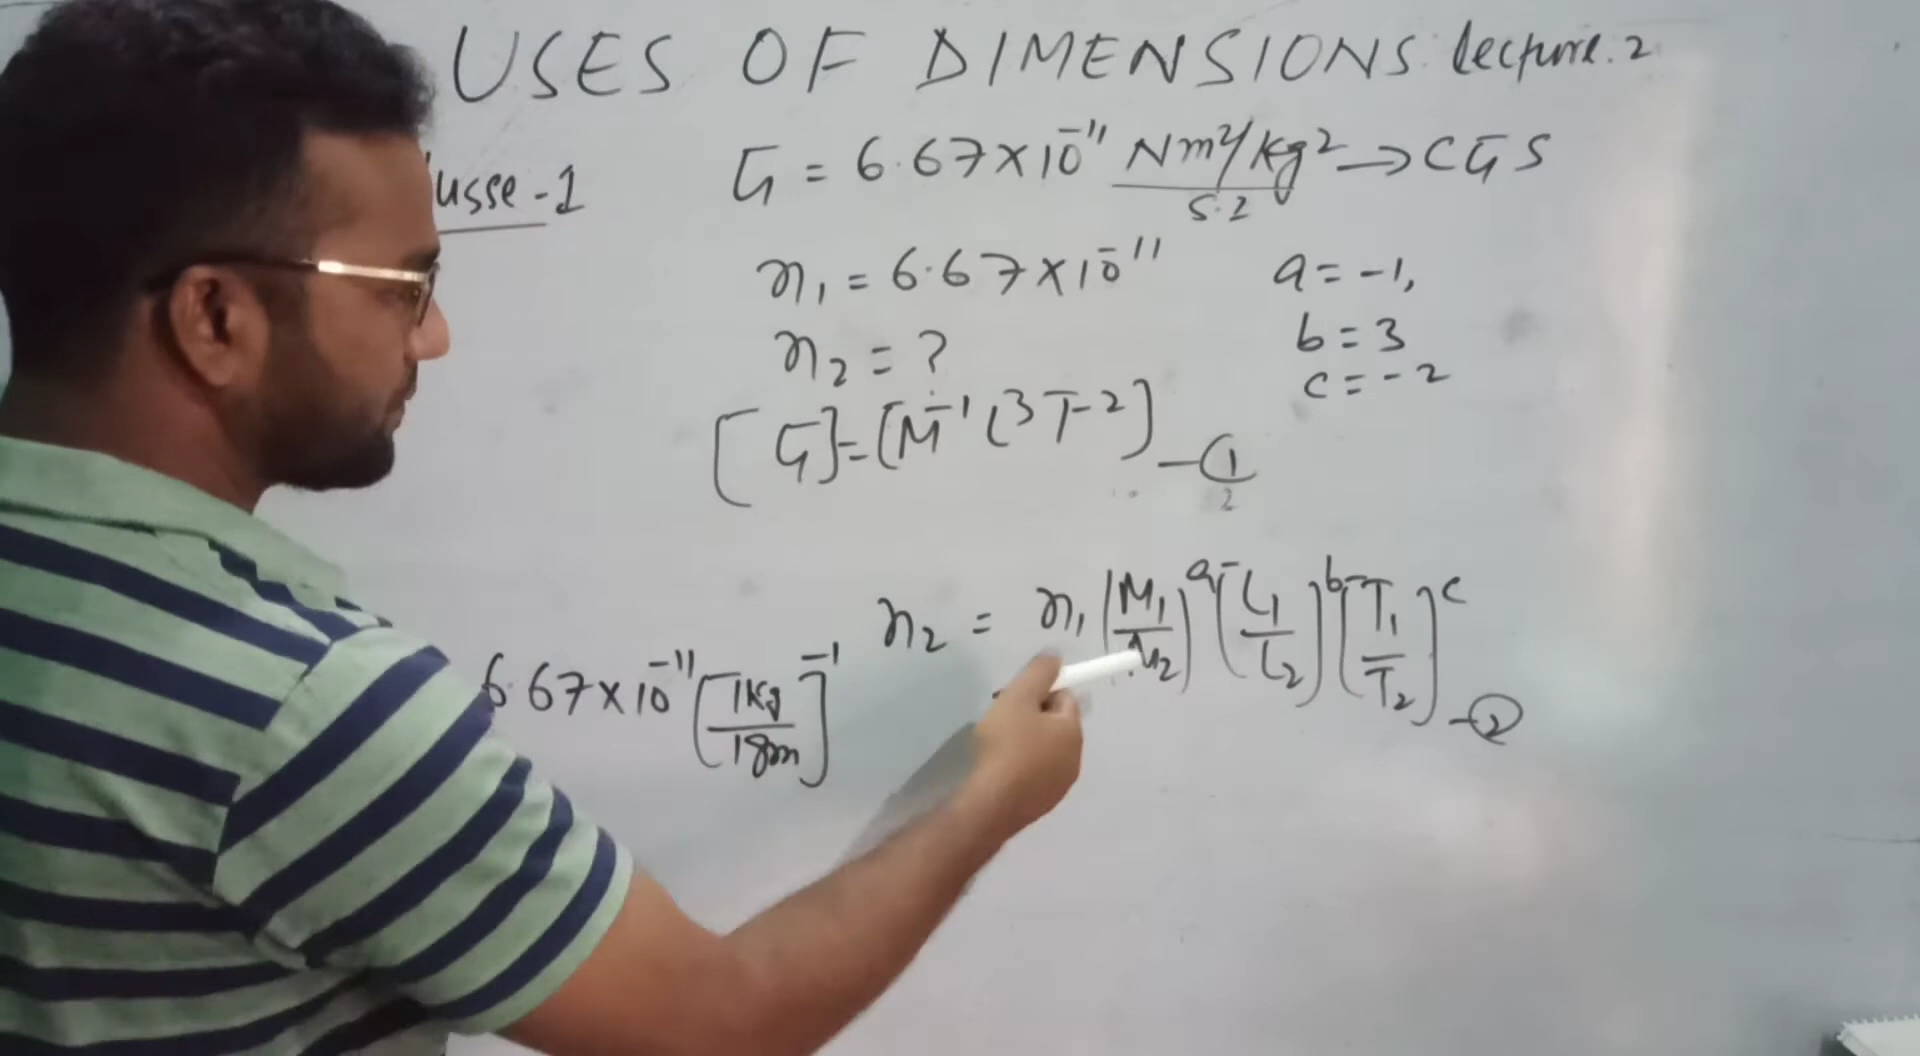 USES OF DIMENSIONS Lecture. 2
G = 6.67×10⁻¹¹ Nm²/Kg² → CGS
S.I
usse -1
n₁ = 6.67×10⁻¹¹ a = -1,
n₂ = ? b = 3
c = -2
[G] = [M⁻¹L³T⁻²] — ①
2
n₂ = n₁ [M₁/M₂]ᵃ [L₁/L₂]ᵇ [T₁/T₂]ᶜ — ②
6.67×10⁻¹¹ [1Kg/1gm]⁻¹